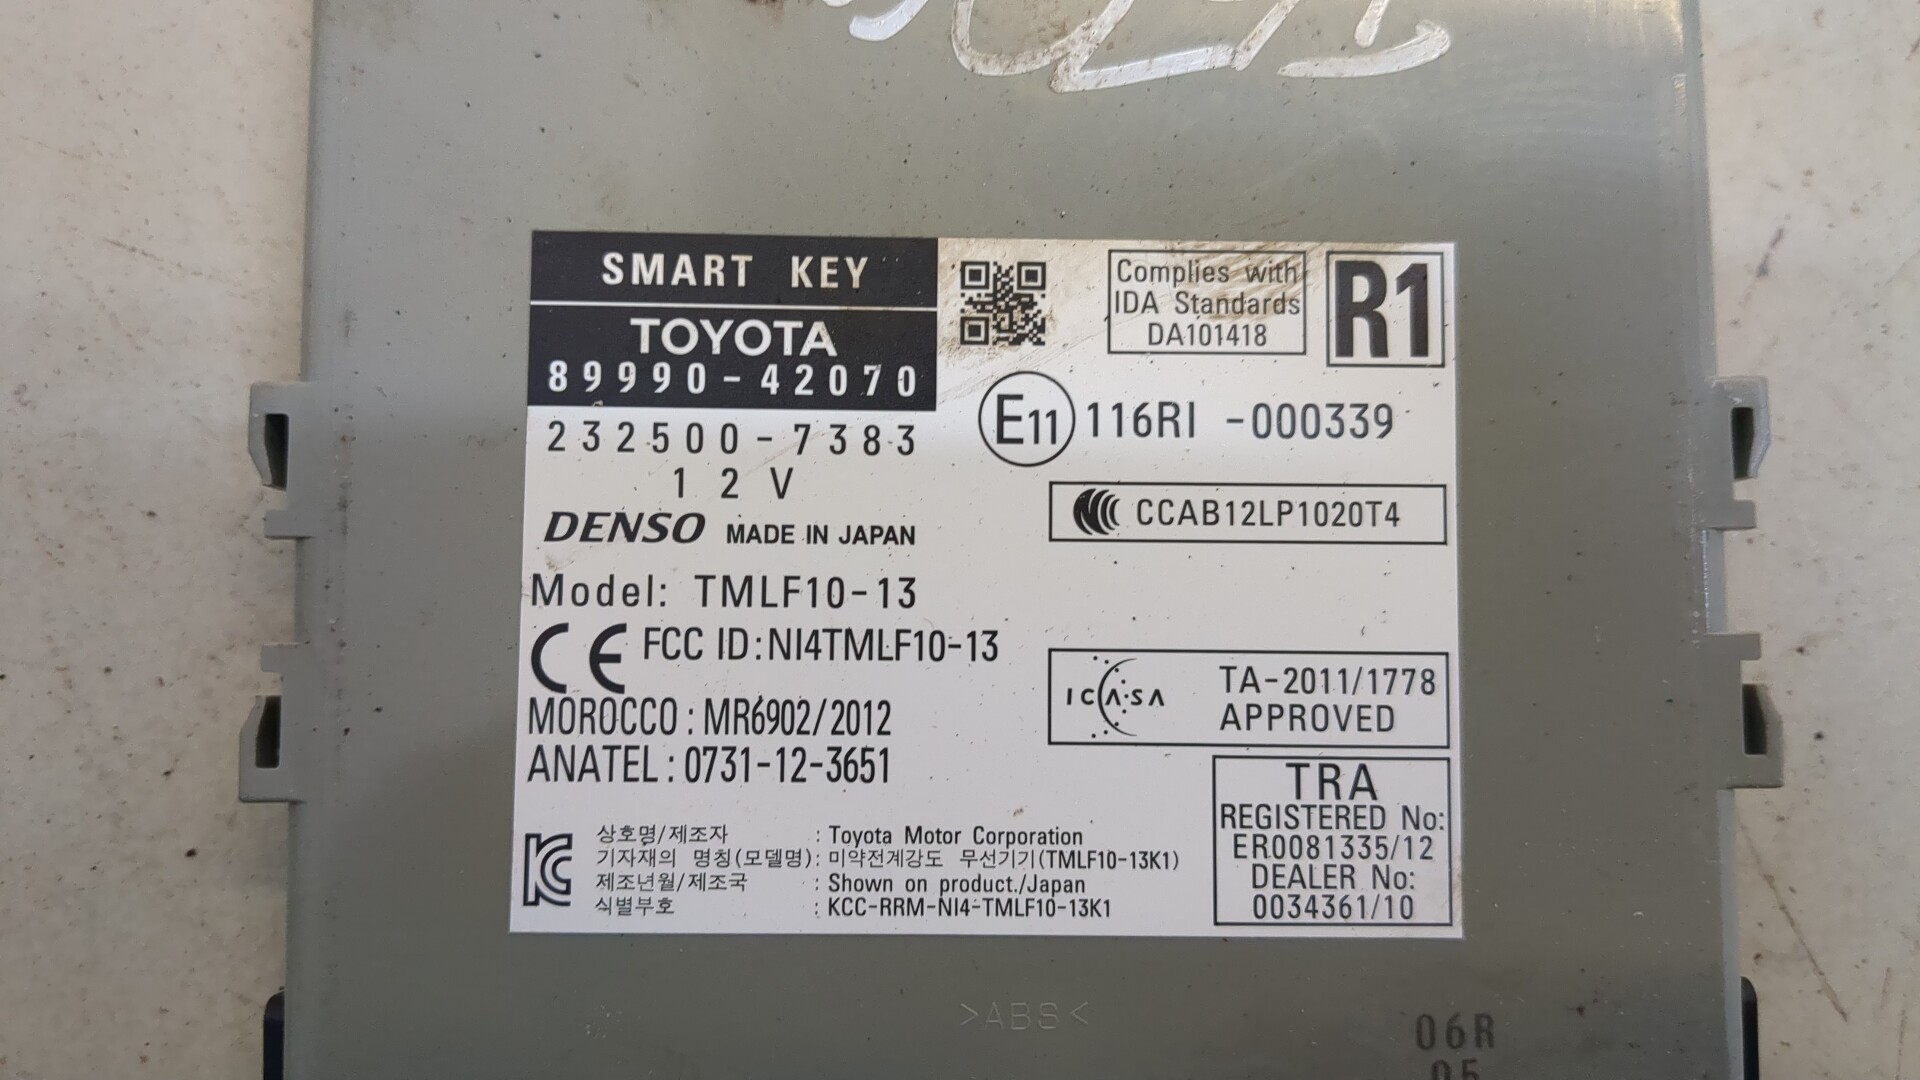 SMART KEY
TOYOTA
89990-42070
232500-7383
12V
DENSO MADE IN JAPAN
Model: TMLF10-13
CE FCC ID:NI4TMLF10-13
MOROCCO:MR6902/2012
ANATEL:0731-12-3651
Complies with
IDA Standards
DA101418
R1
E11 116RI -000339
CCC CCAB12LP1020T4
ICASA TA-2011/1778
APPROVED
TRA
REGISTERED No:
ER0081335/12
DEALER No:
0034361/10
상호명/제조자 : Toyota Motor Corporation
기자재의 명칭(모델명): 미약전계강도 무선기기(TMLF10-13K1)
제조년월/제조국 : Shown on product./Japan
식별부호 : KCC-RRM-NI4-TMLF10-13K1
>ABS<
06R